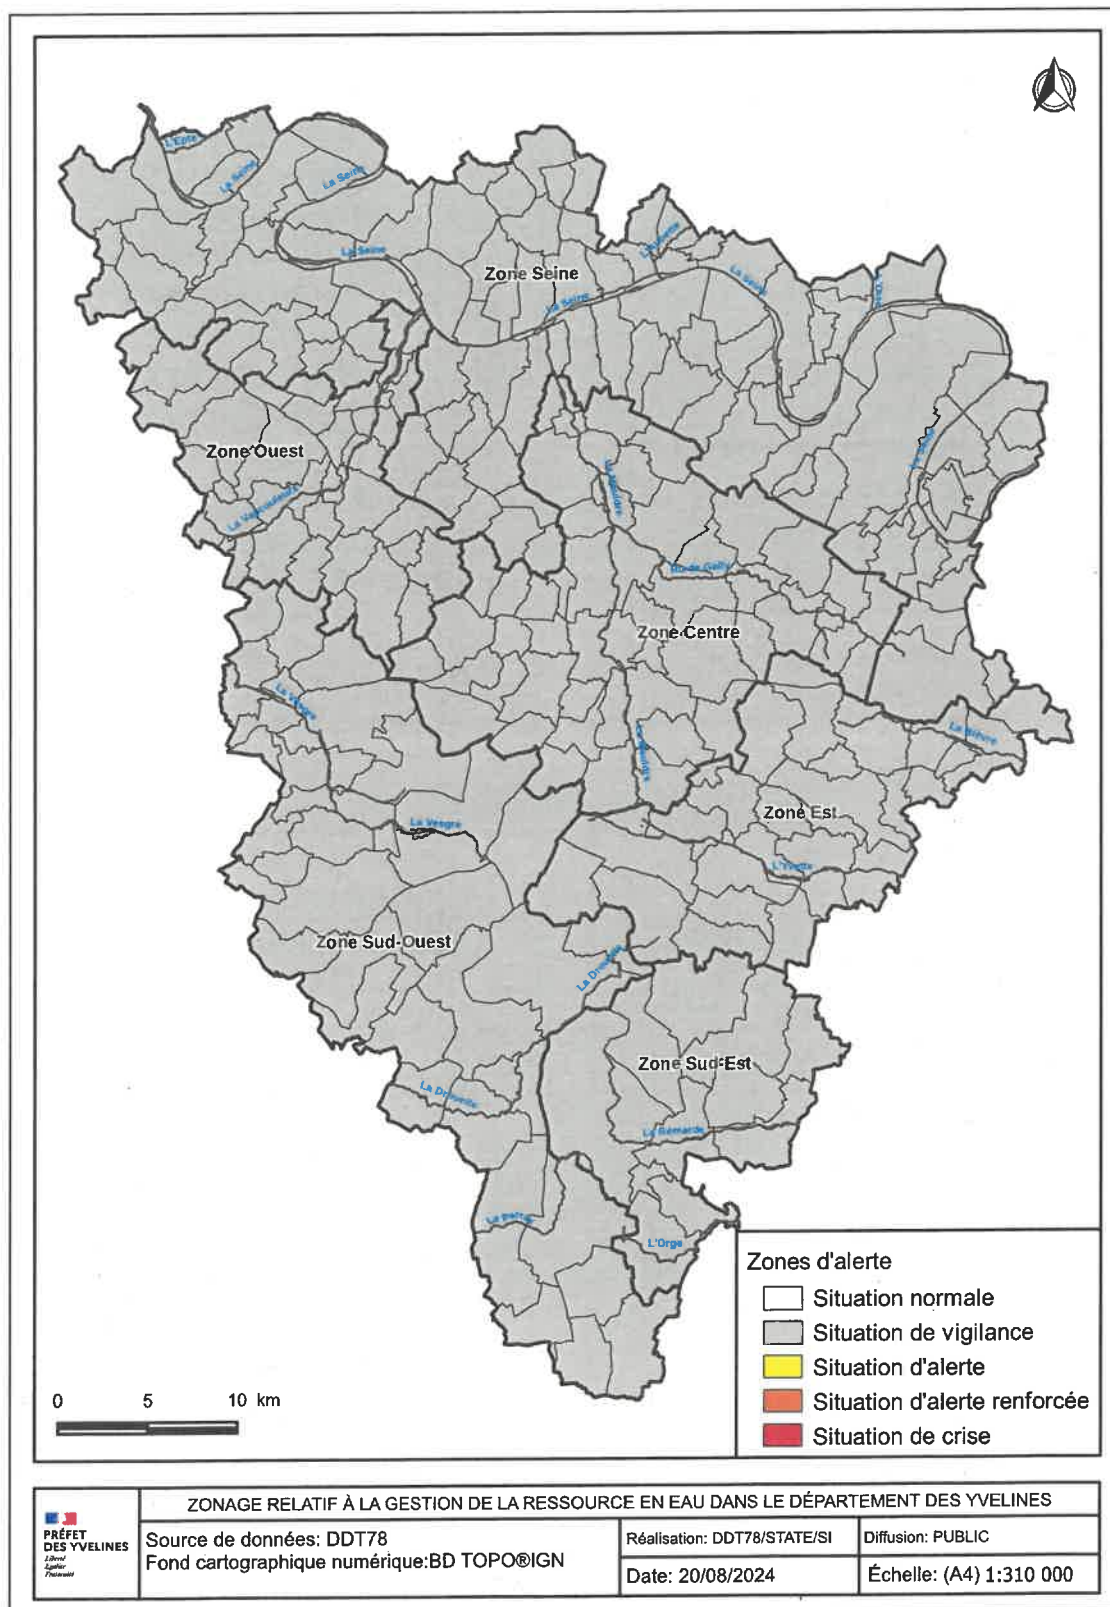 L'Epte
La Seine
La Seine
La Seine
Zone Seine
La Seine
La seine
L'Oise
Zone Ouest
La Vaucouleurs
La Mauldre
La Seine
Ru de Gally
Zone Centre
La Vesgre
La Mauldre
La Bièvre
Zone Est
La Vesgre
L'Yvette
Zone Sud-Ouest
La Drouette
Zone Sud-Est
La Drouette
La Rémarde
L'Orge
Zones d'alerte
Situation normale
Situation de vigilance
Situation d'alerte
Situation d'alerte renforcée
Situation de crise
0 5 10 km
ZONAGE RELATIF À LA GESTION DE LA RESSOURCE EN EAU DANS LE DÉPARTEMENT DES YVELINES
PRÉFET
DES YVELINES
Liberté
Égalité
Fraternité
Source de données: DDT78
Fond cartographique numérique:BD TOPO®IGN
Réalisation: DDT78/STATE/SI
Diffusion: PUBLIC
Date: 20/08/2024
Échelle: (A4) 1:310 000